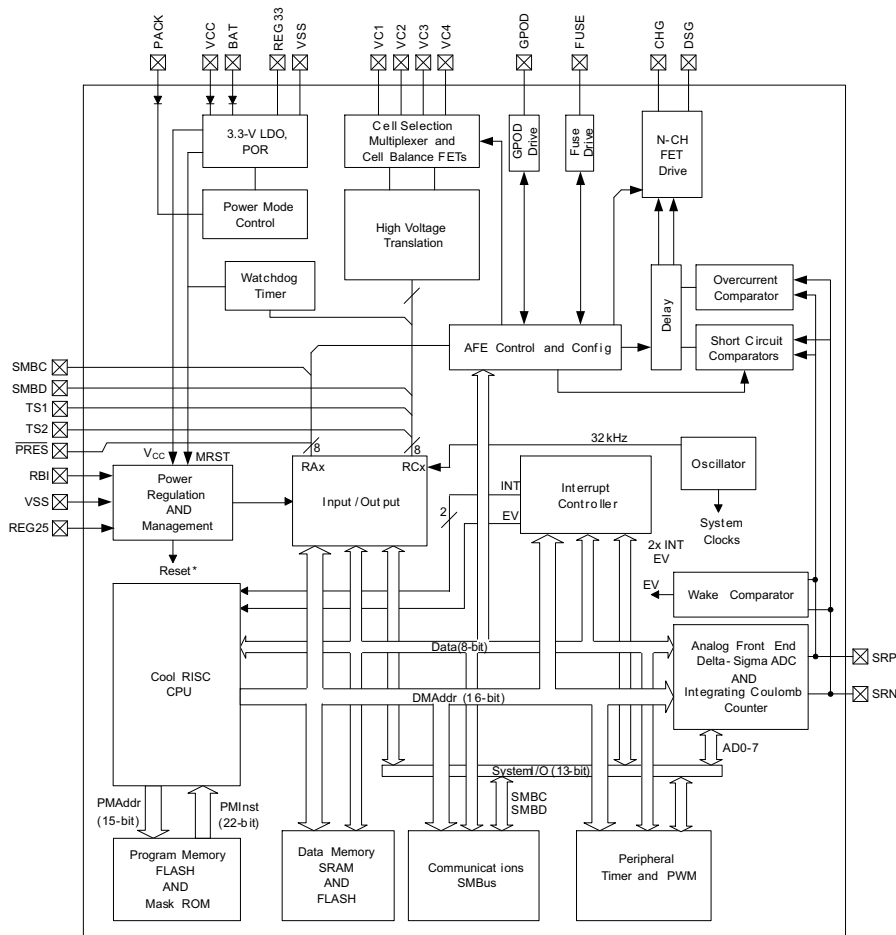 PACK
VCC
BAT
REG33
VSS
VC1
VC2
VC3
VC4
GPOD
FUSE
CHG
DSG
3.3-V LDO,
POR
Cell Selection
Multiplexer and
Cell Balance FETs
GPOD
Drive
Fuse
Drive
N-CH
FET
Drive
Power Mode
Control
High Voltage
Translation
Watchdog
Timer
Overcurrent
Comparator
Delay
AFE Control and Config
Short Circuit
Comparators
SMBC
SMBD
TS1
TS2
PRES
RBI
VSS
REG25
VCC
MRST
8
8
32 kHz
Power
Regulation
AND
Management
RAx
RCx
Input / Output
INT
2
EV
Interrupt
Controller
Oscillator
System
Clocks
2x INT
EV
Reset*
EV
Wake Comparator
Cool RISC
CPU
Data(8-bit)
DMAddr (16-bit)
Analog Front End
Delta-Sigma ADC
AND
Integrating Coulomb
Counter
SRP
SRN
AD0-7
System I/O (13-bit)
PMAddr
(15-bit)
PMInst
(22-bit)
SMBC
SMBD
Program Memory
FLASH
AND
Mask ROM
Data Memory
SRAM
AND
FLASH
Communications
SMBus
Peripheral
Timer and PWM